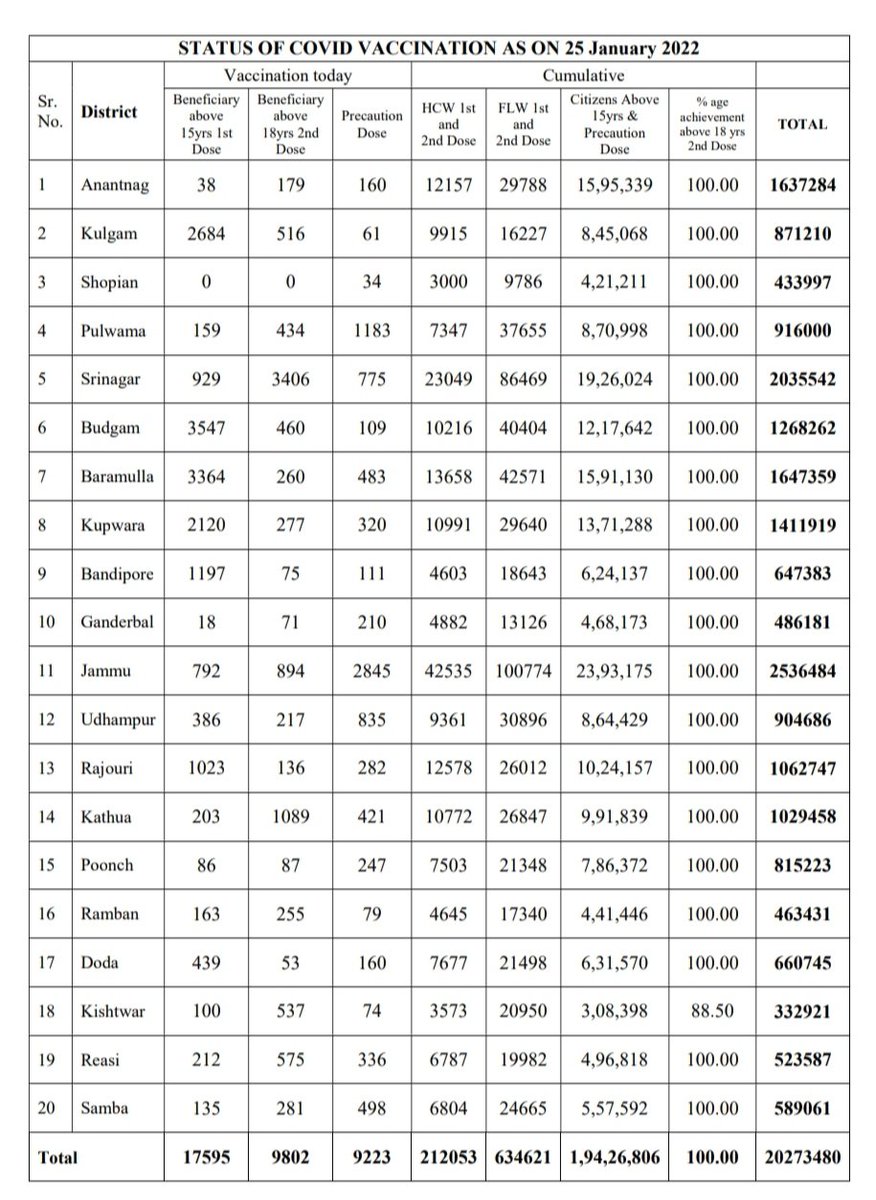 STATUS OF COVID VACCINATION AS ON 25 January 2022
Vaccination today Cumulative
Sr. No. District Beneficiary above 15yrs 1st Dose Beneficiary above 18yrs 2nd Dose Precaution Dose HCW 1st and 2nd Dose FLW 1st and 2nd Dose Citizens Above 15yrs & Precaution Dose % age achievement above 18 yrs 2nd Dose TOTAL
1 Anantnag 38 179 160 12157 29788 15,95,339 100.00 1637284
2 Kulgam 2684 516 61 9915 16227 8,45,068 100.00 871210
3 Shopian 0 0 34 3000 9786 4,21,211 100.00 433997
4 Pulwama 159 434 1183 7347 37655 8,70,998 100.00 916000
5 Srinagar 929 3406 775 23049 86469 19,26,024 100.00 2035542
6 Budgam 3547 460 109 10216 40404 12,17,642 100.00 1268262
7 Baramulla 3364 260 483 13658 42571 15,91,130 100.00 1647359
8 Kupwara 2120 277 320 10991 29640 13,71,288 100.00 1411919
9 Bandipore 1197 75 111 4603 18643 6,24,137 100.00 647383
10 Ganderbal 18 71 210 4882 13126 4,68,173 100.00 486181
11 Jammu 792 894 2845 42535 100774 23,93,175 100.00 2536484
12 Udhampur 386 217 835 9361 30896 8,64,429 100.00 904686
13 Rajouri 1023 136 282 12578 26012 10,24,157 100.00 1062747
14 Kathua 203 1089 421 10772 26847 9,91,839 100.00 1029458
15 Poonch 86 87 247 7503 21348 7,86,372 100.00 815223
16 Ramban 163 255 79 4645 17340 4,41,446 100.00 463431
17 Doda 439 53 160 7677 21498 6,31,570 100.00 660745
18 Kishtwar 100 537 74 3573 20950 3,08,398 88.50 332921
19 Reasi 212 575 336 6787 19982 4,96,818 100.00 523587
20 Samba 135 281 498 6804 24665 5,57,592 100.00 589061
Total 17595 9802 9223 212053 634621 1,94,26,806 100.00 20273480